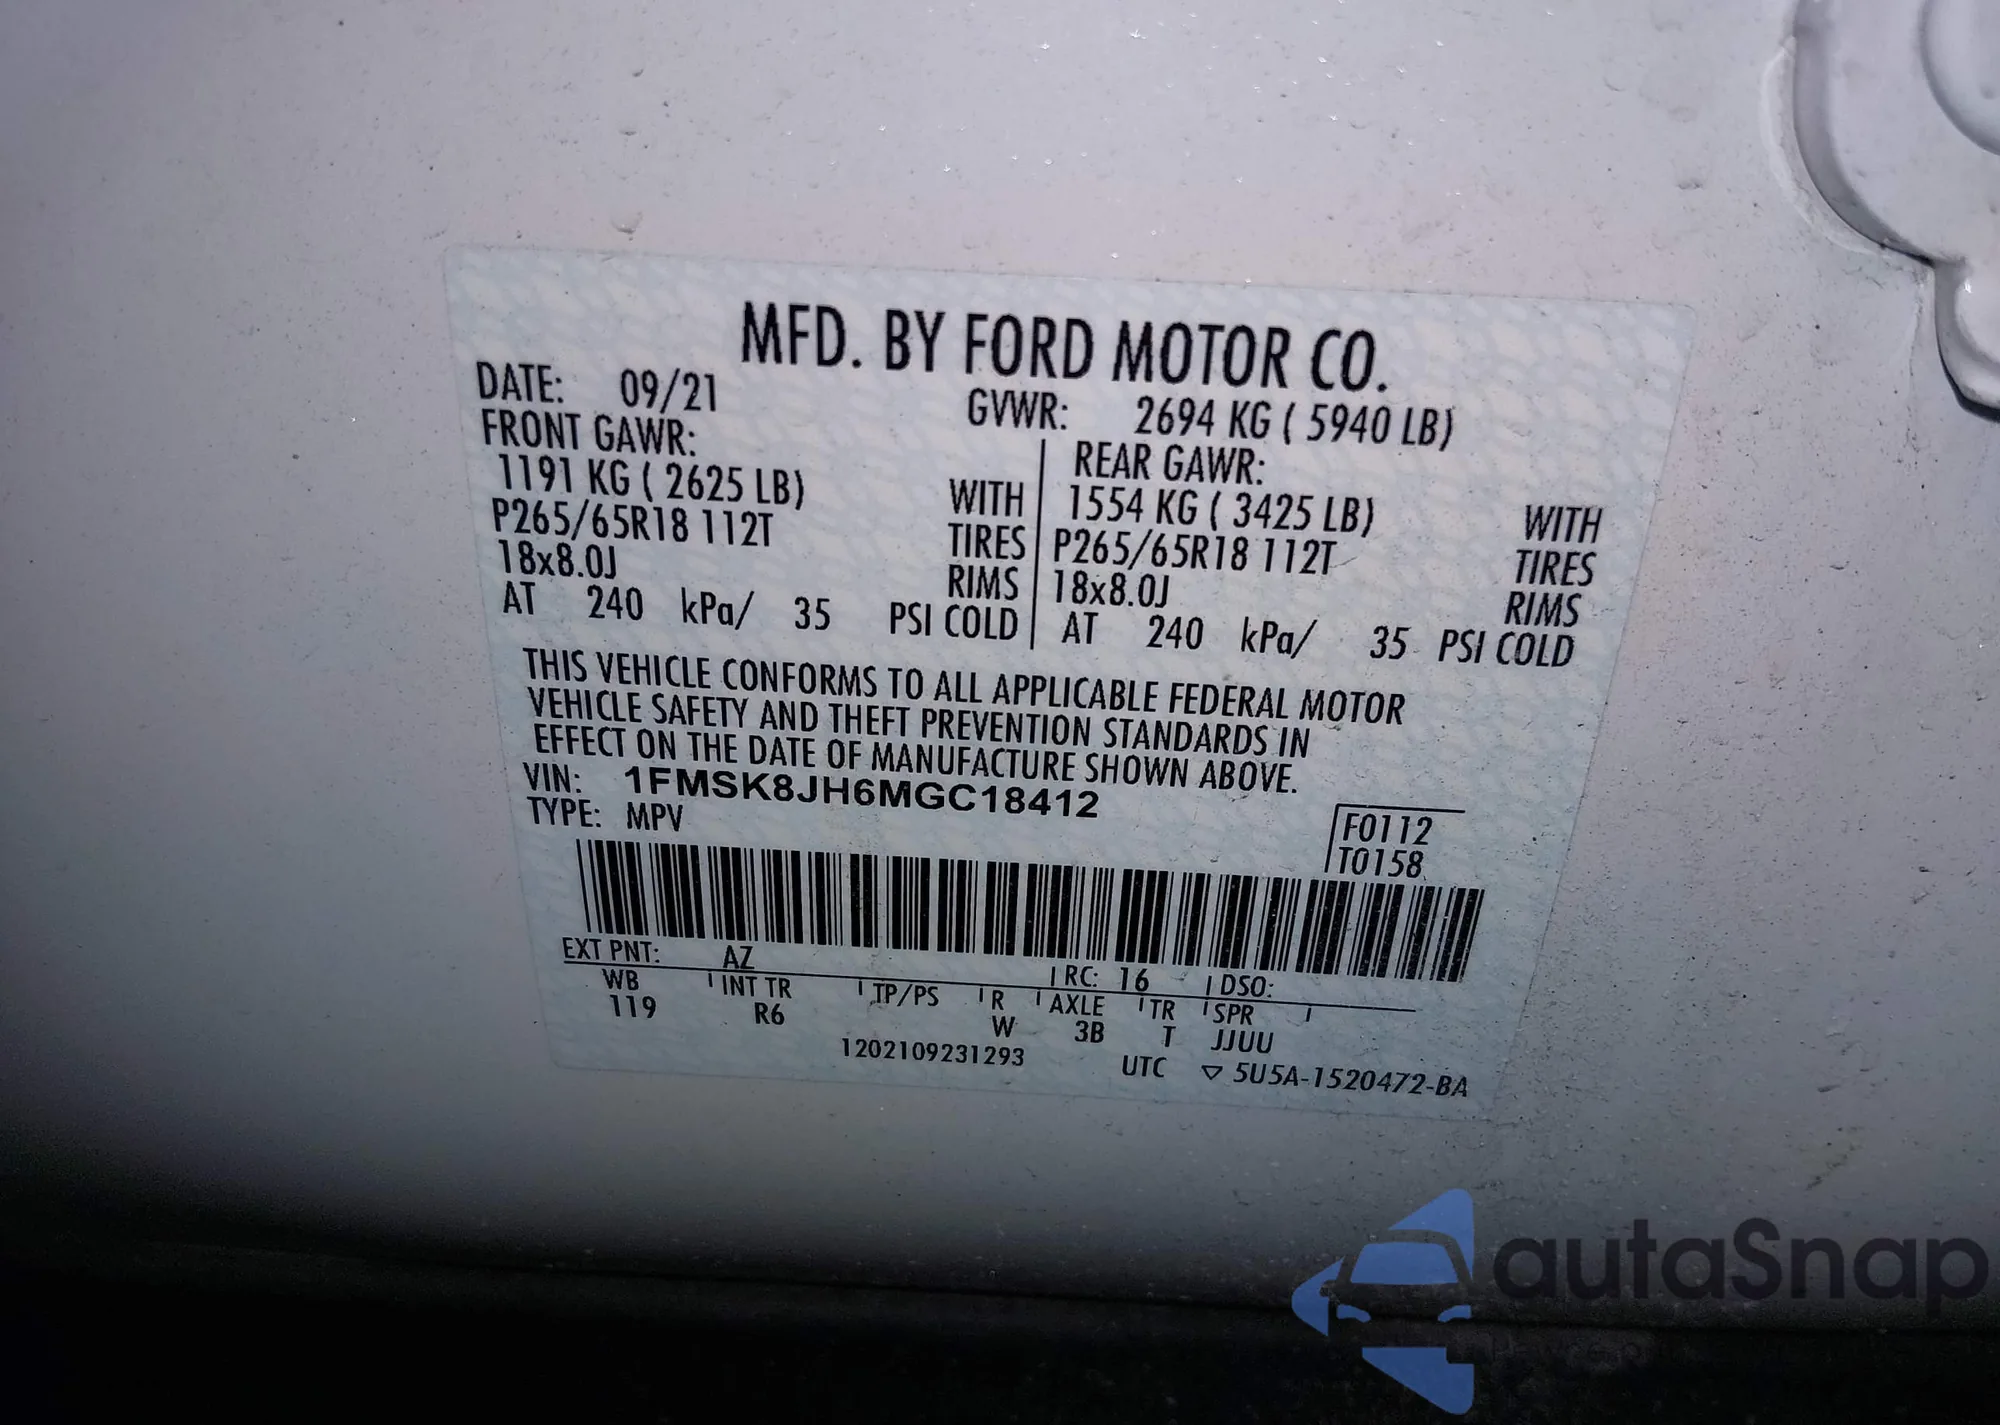 MFD. BY FORD MOTOR CO.
DATE: 09/21 GVWR: 2694 KG ( 5940 LB)
FRONT GAWR: REAR GAWR:
1191 KG ( 2625 LB) WITH 1554 KG ( 3425 LB) WITH
P265/65R18 112T TIRES P265/65R18 112T TIRES
18x8.0J RIMS 18x8.0J RIMS
AT 240 kPa/ 35 PSI COLD AT 240 kPa/ 35 PSI COLD
THIS VEHICLE CONFORMS TO ALL APPLICABLE FEDERAL MOTOR
VEHICLE SAFETY AND THEFT PREVENTION STANDARDS IN
EFFECT ON THE DATE OF MANUFACTURE SHOWN ABOVE.
VIN: 1FMSK8JH6MGC18412
TYPE: MPV
F0112
T0158
EXT PNT: AZ RC: 16 DSO:
WB INT TR TP/PS R AXLE TR SPR
119 R6 W 3B T JJUU
1202109231293 UTC ▽ 5U5A-1520472-BA
autaSnap